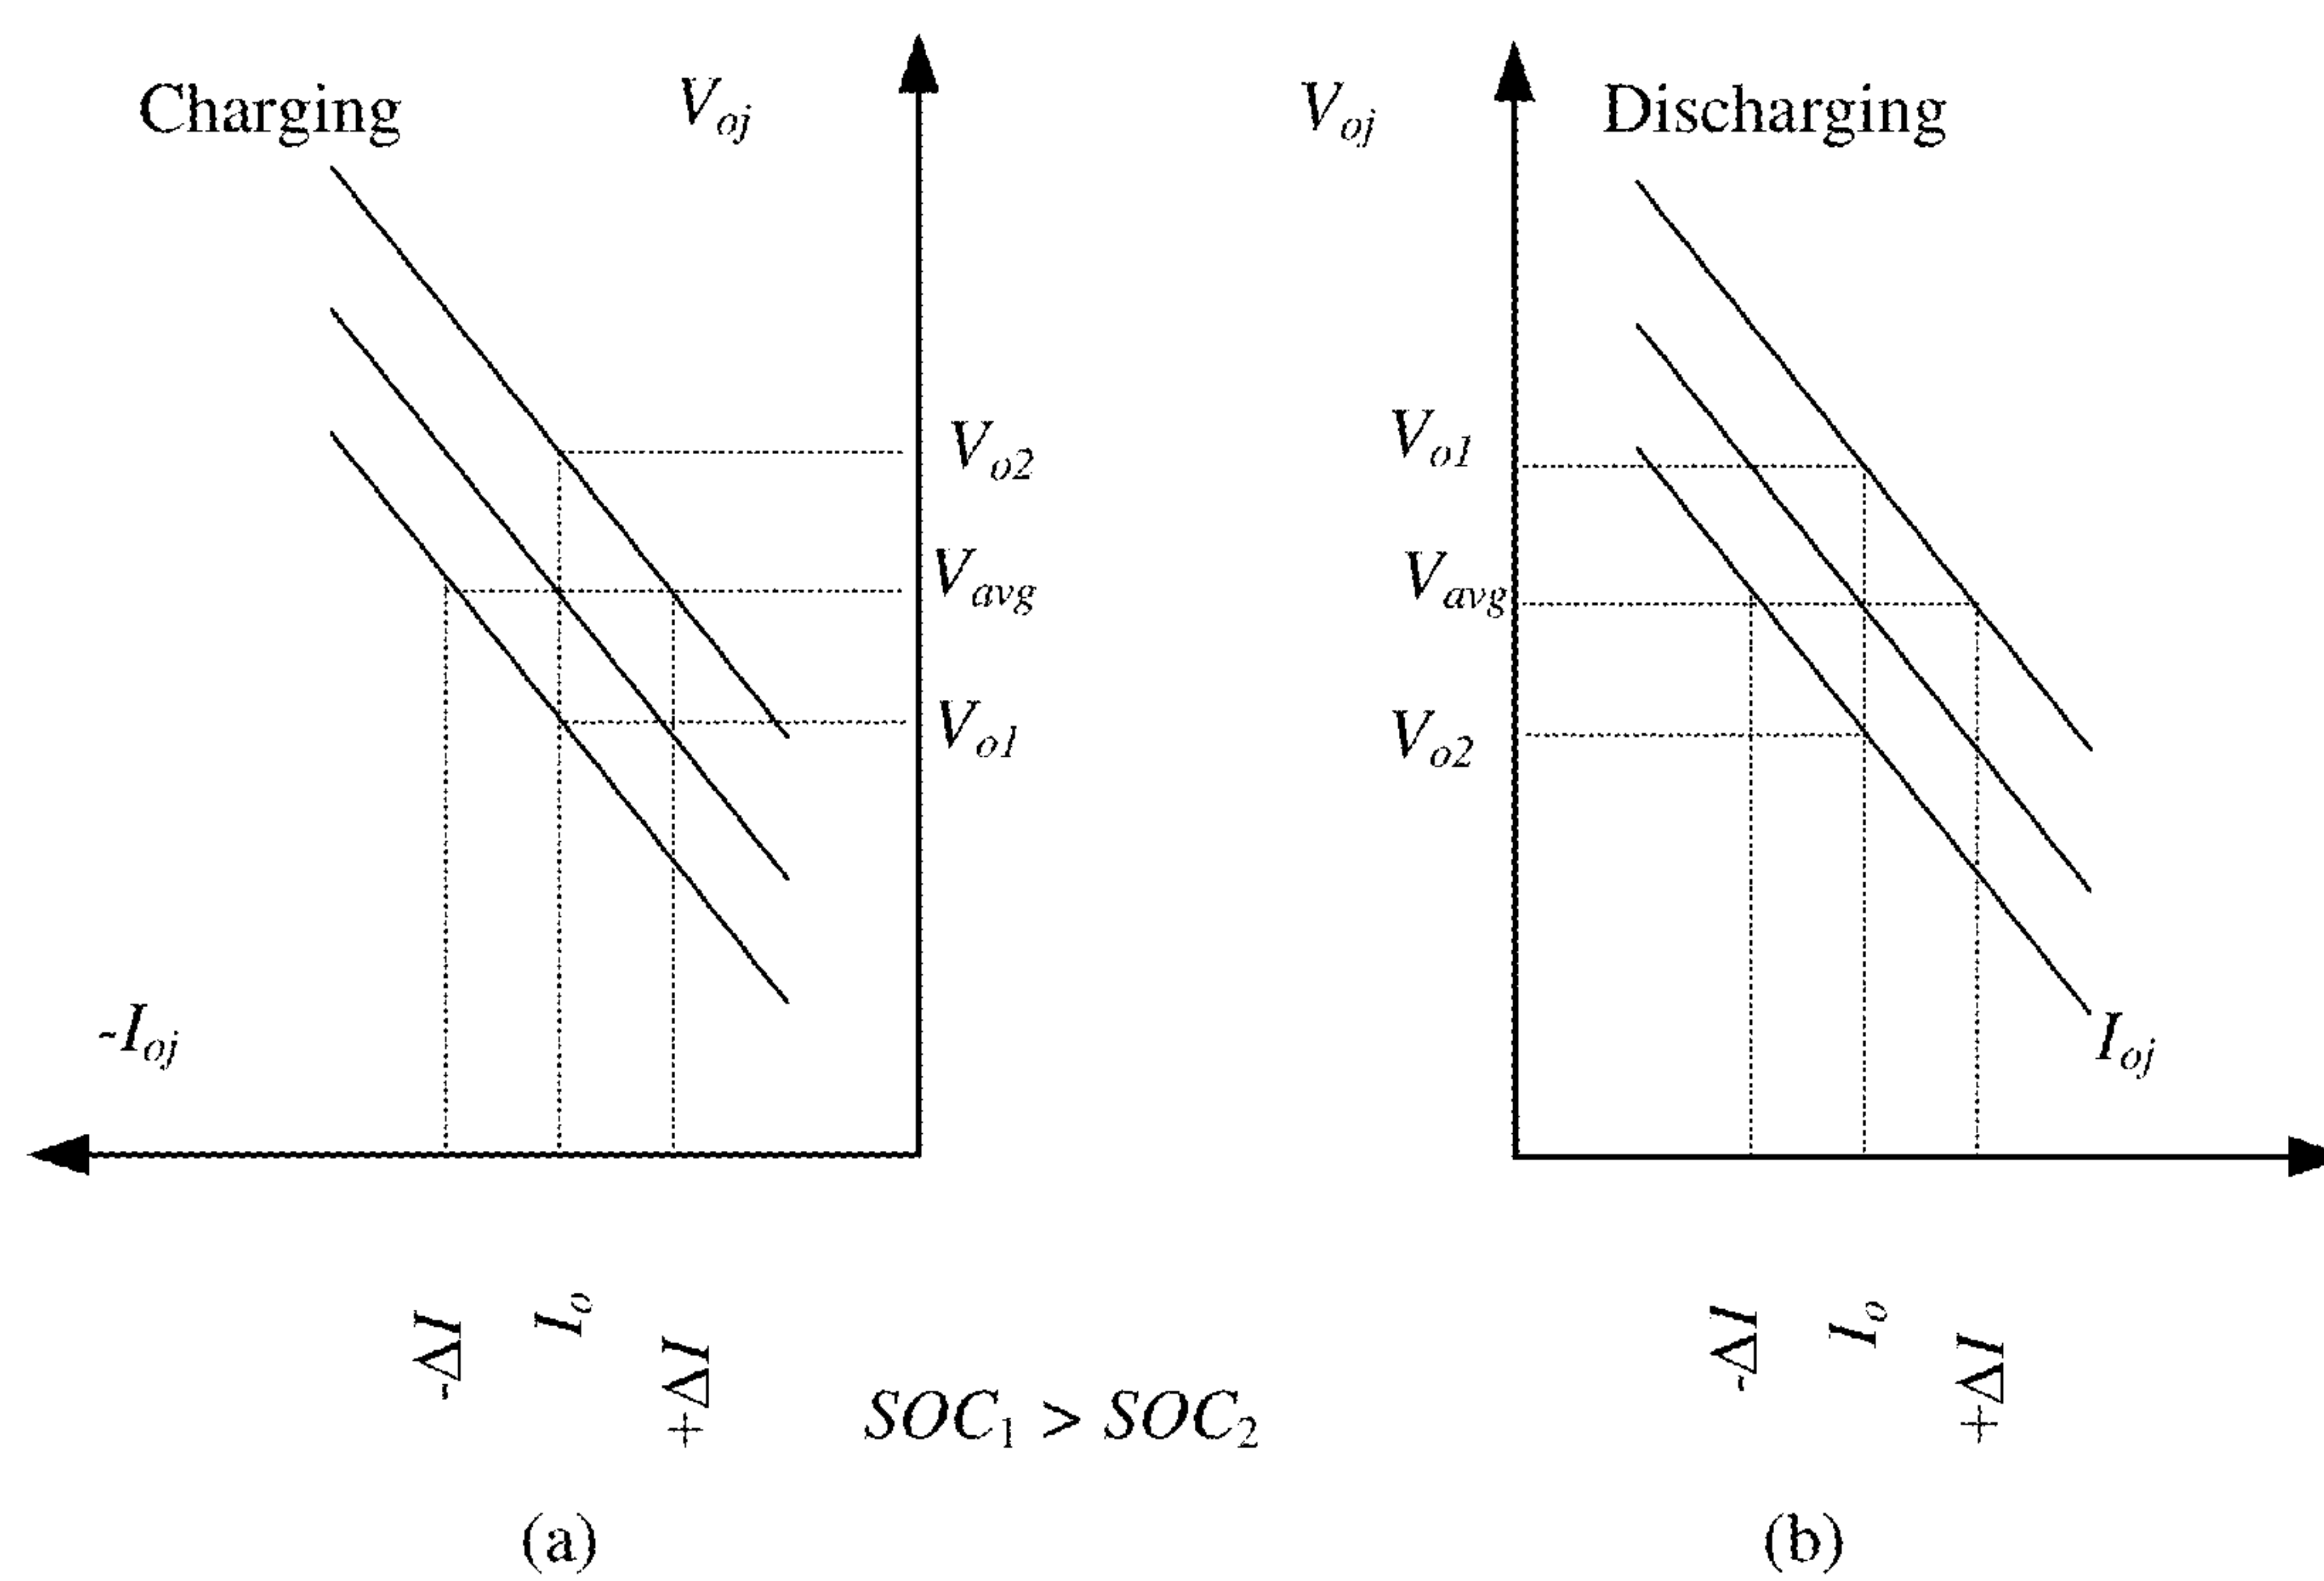 Charging
V_oj
V_o2
V_avg
V_o1
-I_oj
-ΔI
I_o
+ΔI
(a)
SOC_1 > SOC_2
V_oj
Discharging
V_o1
V_avg
V_o2
I_oj
-ΔI
I_o
+ΔI
(b)